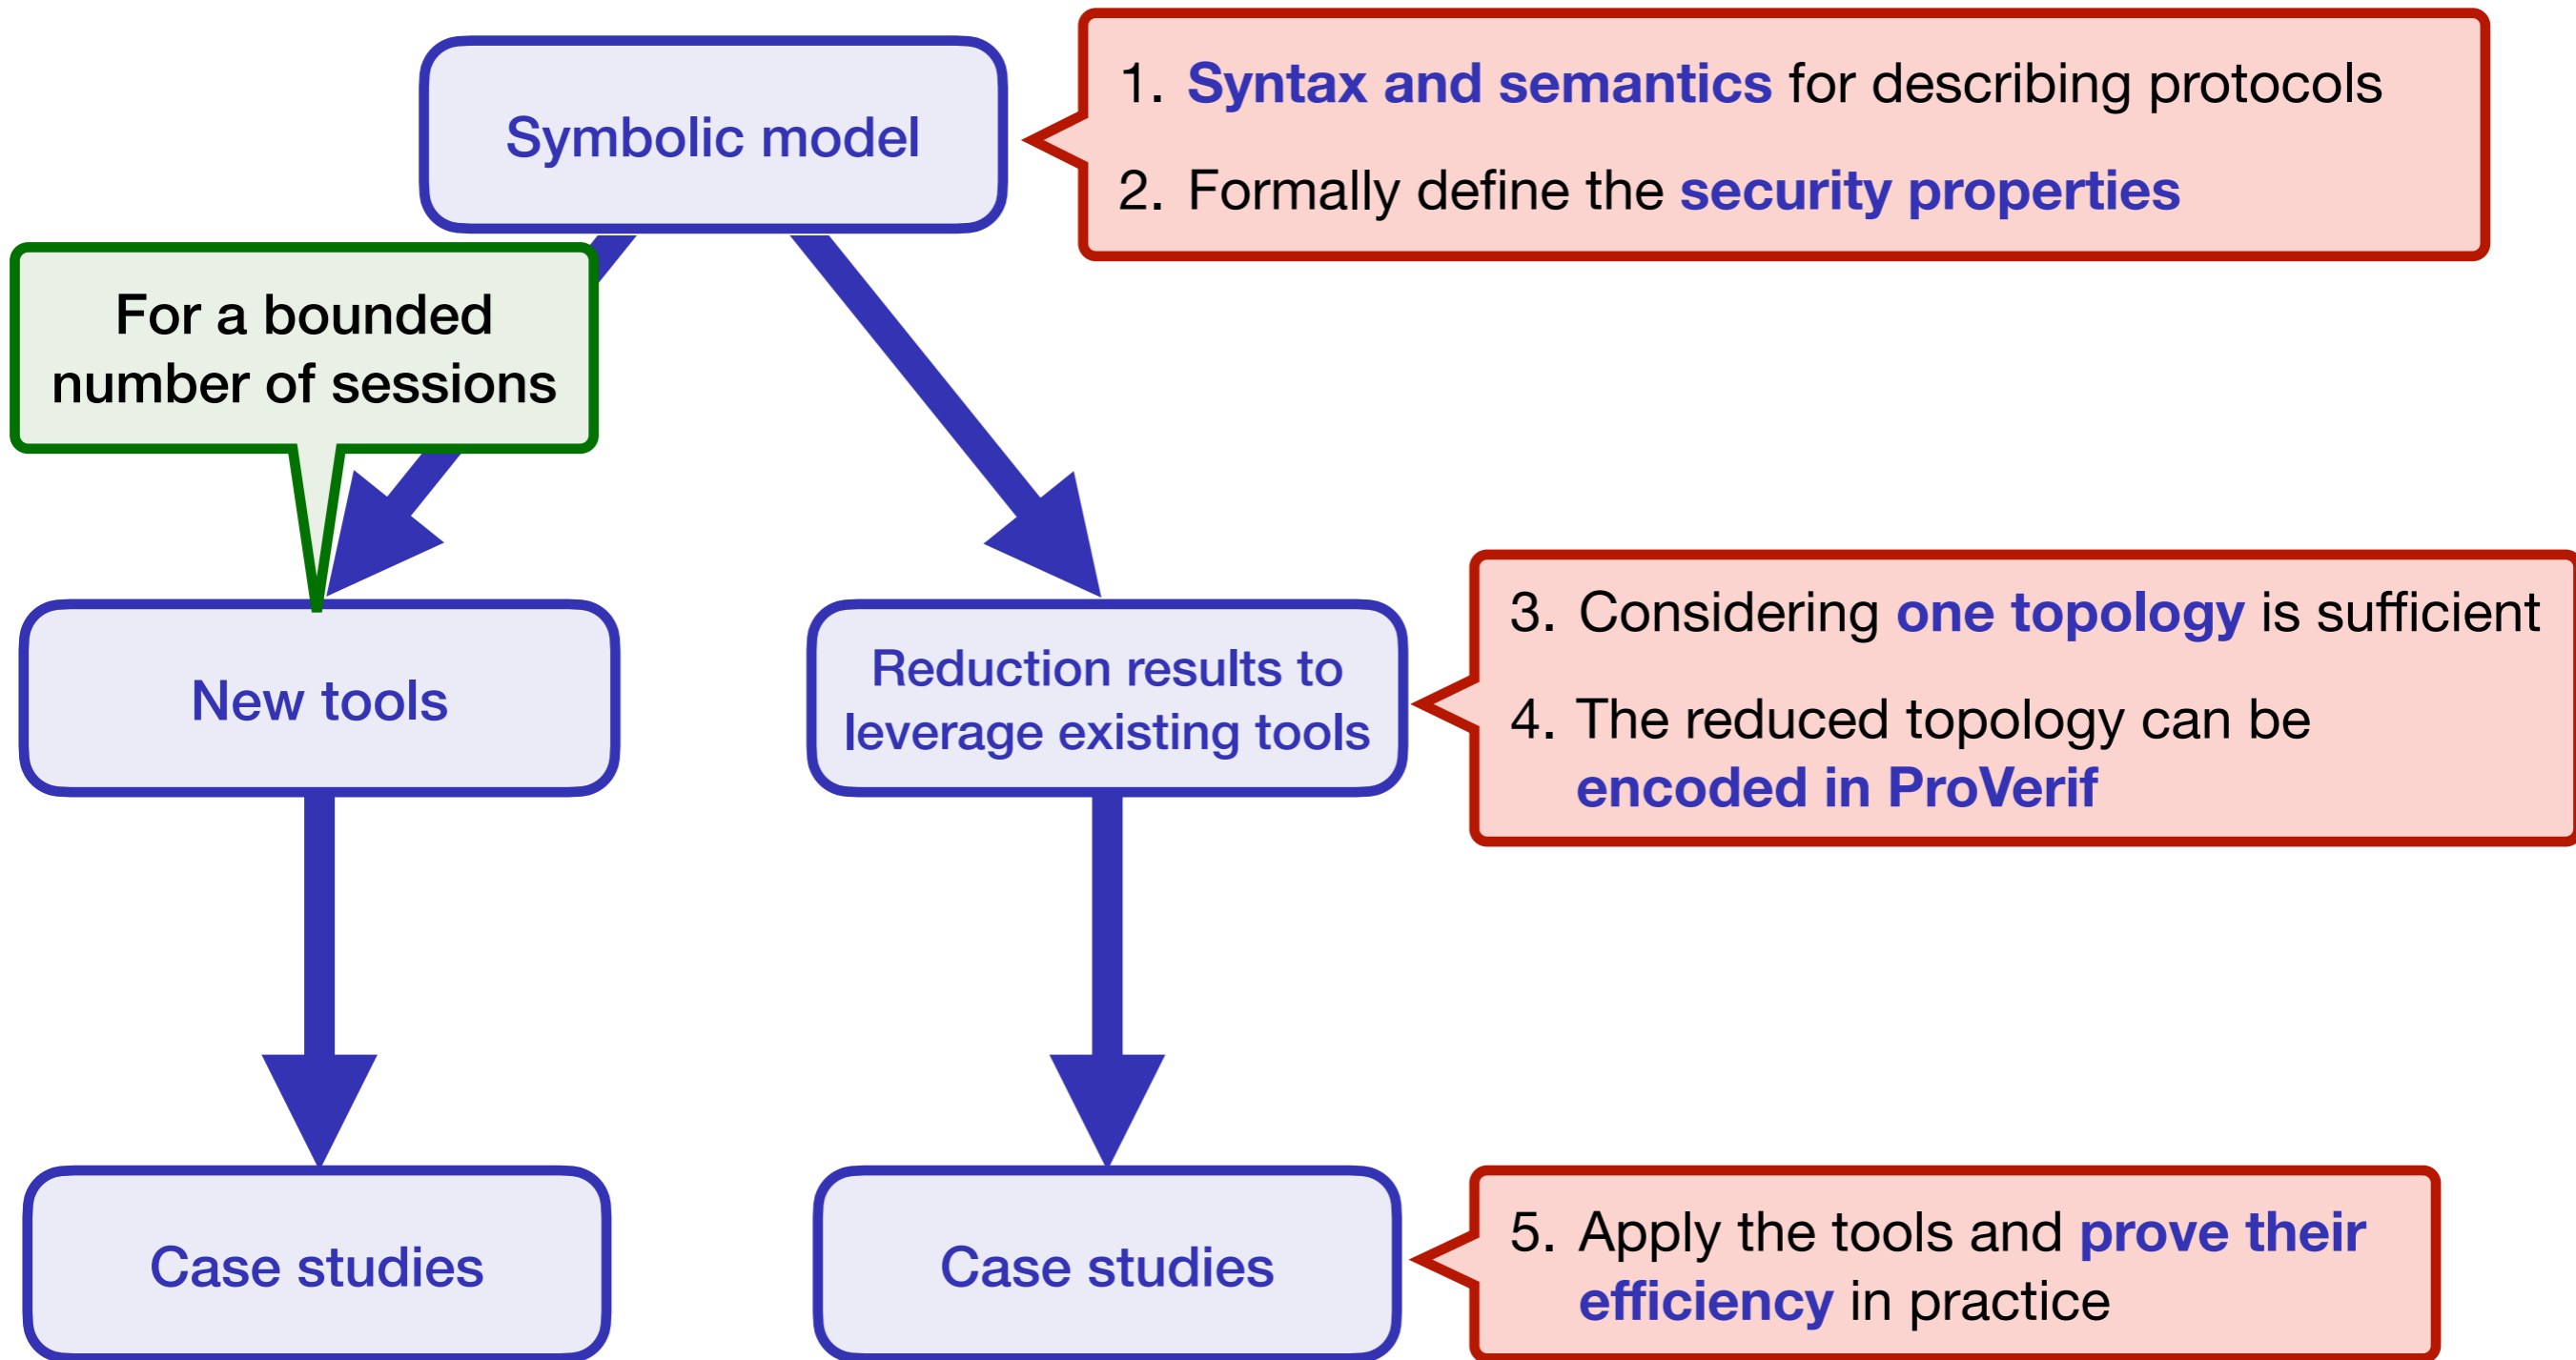 Symbolic model
1. Syntax and semantics for describing protocols
2. Formally define the security properties
For a bounded
number of sessions
New tools
Reduction results to
leverage existing tools
3. Considering one topology is sufficient
4. The reduced topology can be
encoded in ProVerif
Case studies
Case studies
5. Apply the tools and prove their
efficiency in practice